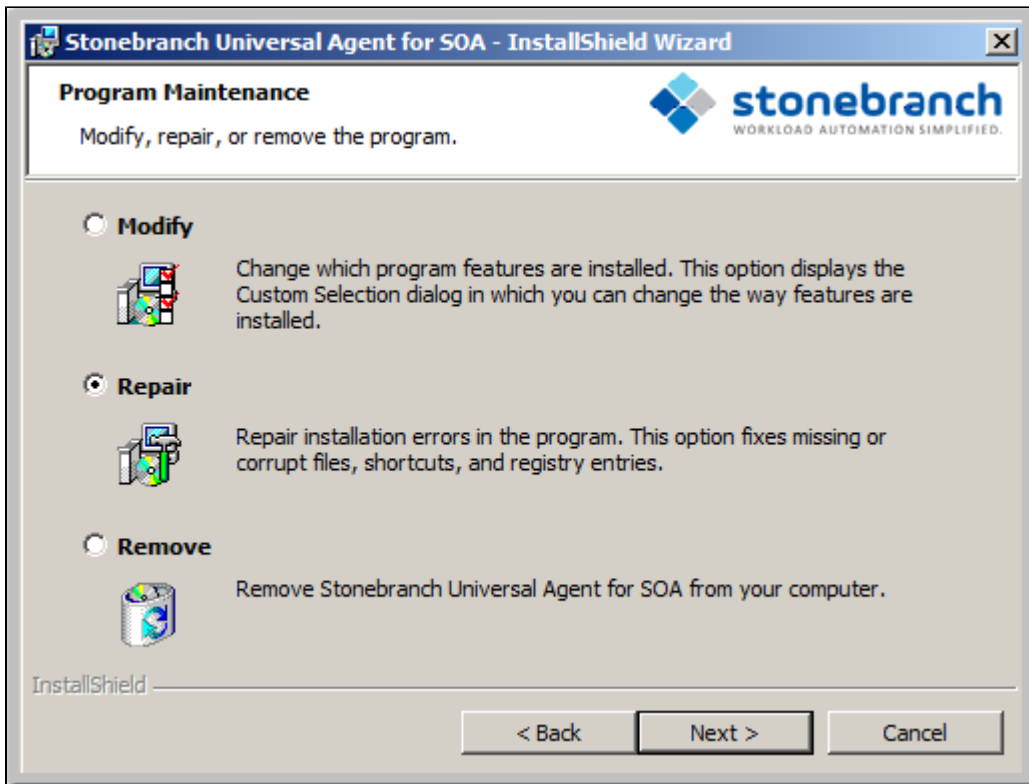 Stonebranch Universal Agent for SOA - InstallShield Wizard
Program Maintenance
Modify, repair, or remove the program.
stonebranch
WORKLOAD AUTOMATION SIMPLIFIED.
Modify
Change which program features are installed. This option displays the
Custom Selection dialog in which you can change the way features are
installed.
Repair
Repair installation errors in the program. This option fixes missing or
corrupt files, shortcuts, and registry entries.
Remove
Remove Stonebranch Universal Agent for SOA from your computer.
InstallShield
< Back
Next >
Cancel